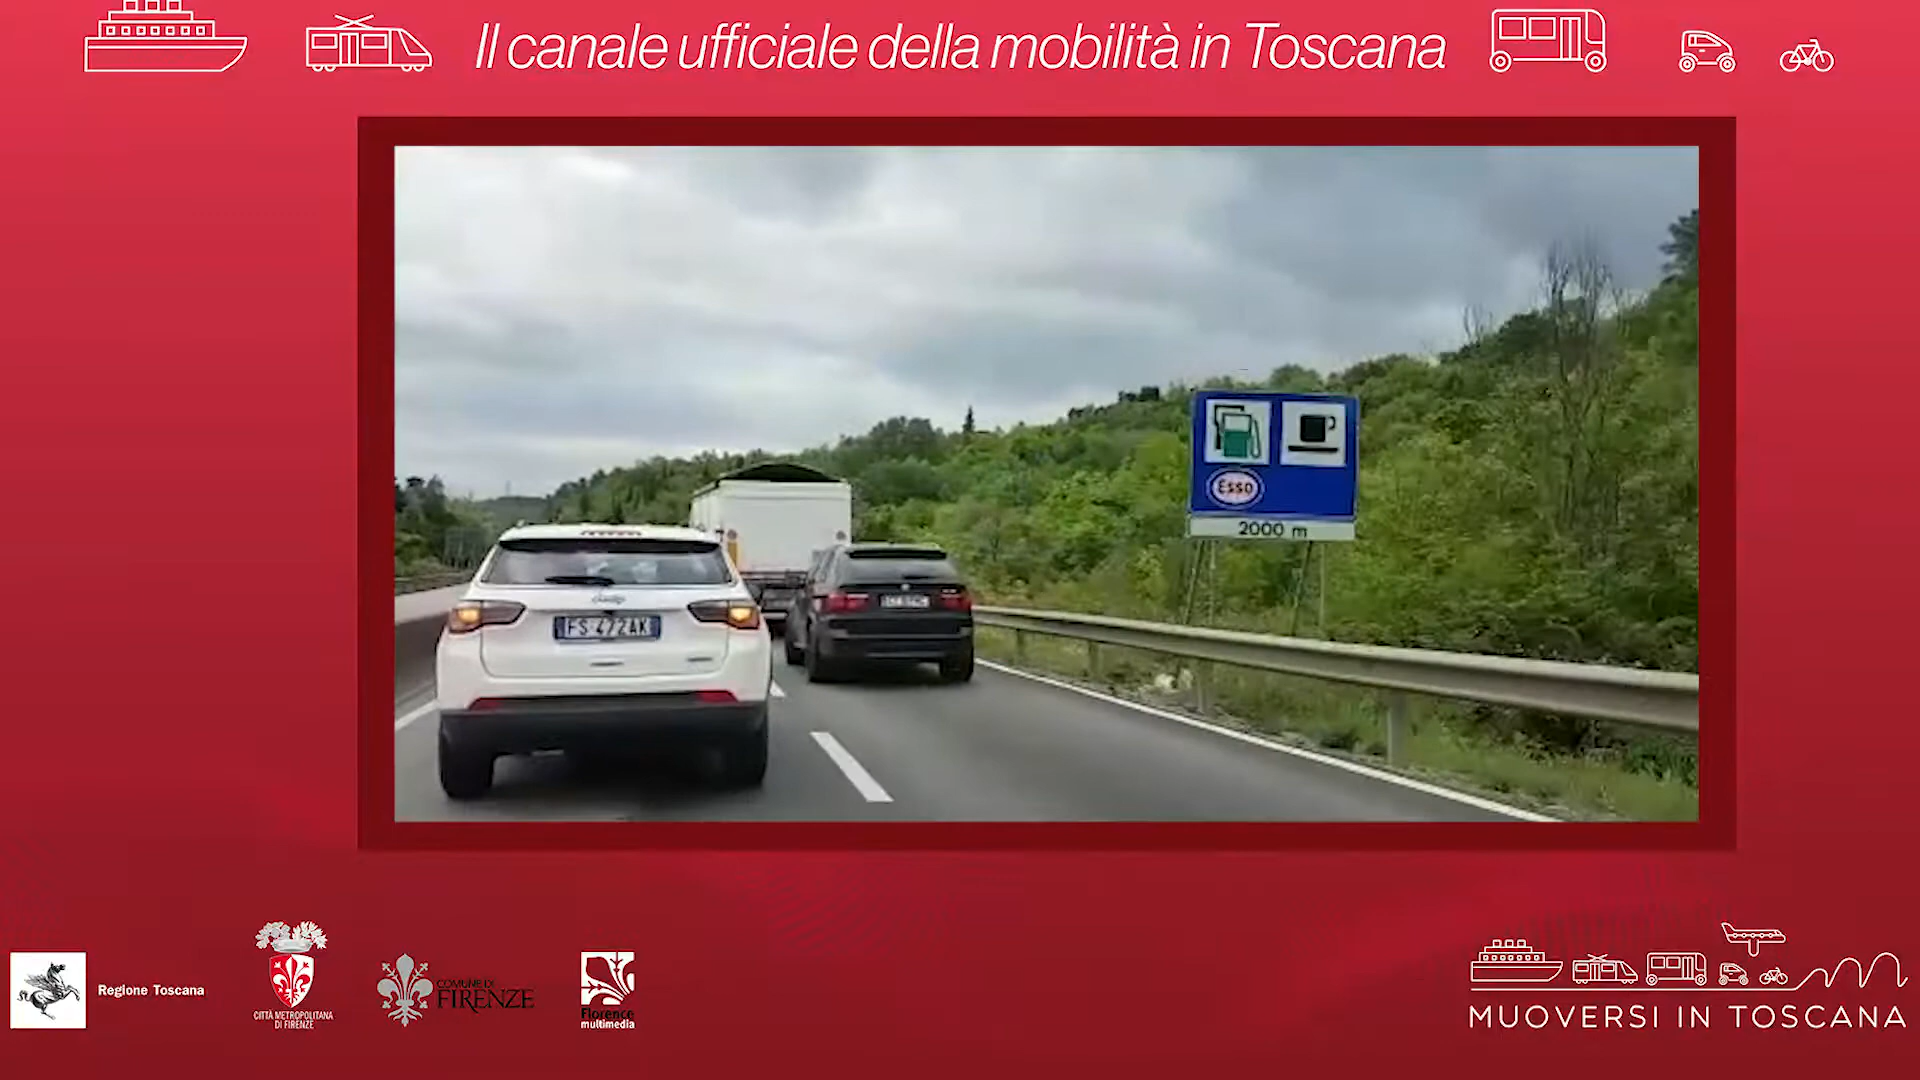 Il canale ufficiale della mobilità in Toscana
Esso
2000 m
FS 472AK
Regione Toscana
CITTÀ METROPOLITANA
DI FIRENZE
COMUNE DI
FIRENZE
Florence
multimedia
MUOVERSI IN TOSCANA